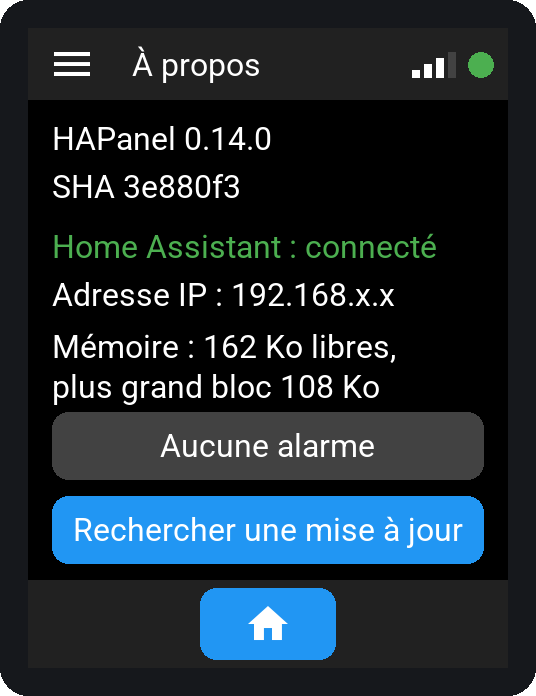 À propos
HAPanel 0.14.0
SHA 3e880f3
Home Assistant : connecté
Adresse IP : 192.168.x.x
Mémoire : 162 Ko libres,
plus grand bloc 108 Ko
Aucune alarme
Rechercher une mise à jour